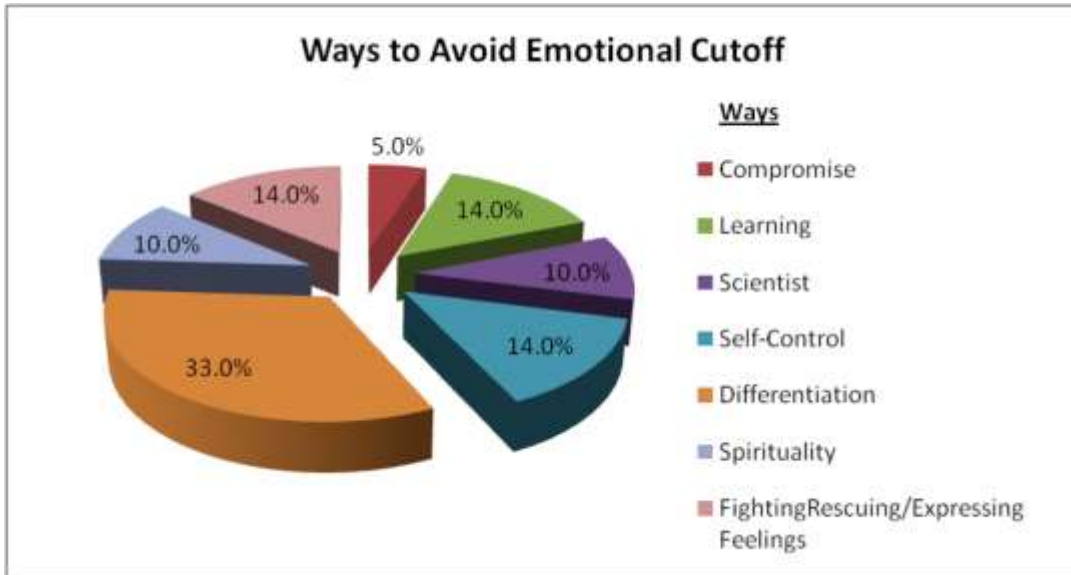 Ways to Avoid Emotional Cutoff
Ways
5.0%
Compromise
14.0%
14.0%
Learning
10.0%
10.0%
Scientist
14.0%
Self-Control
33.0%
Differentiation
Spirituality
FightingRescuing/Expressing
Feelings